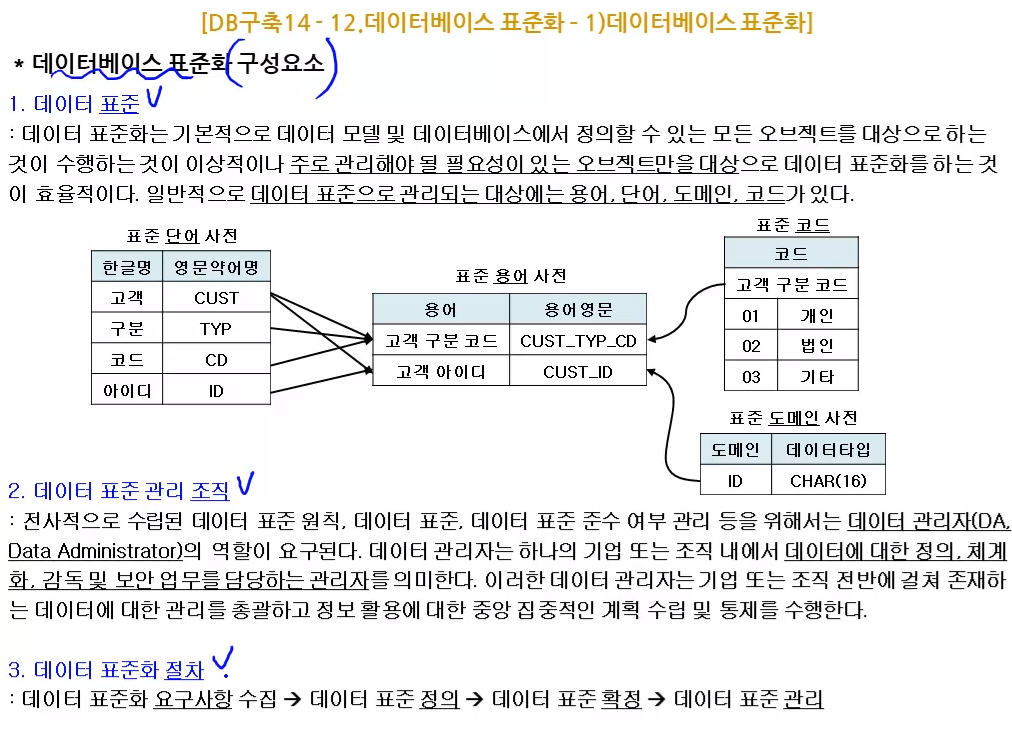 [DB구축14 - 12.데이터베이스 표준화 - 1)데이터베이스 표준화]
* 데이터베이스 표준화 구성요소
1. 데이터 표준
: 데이터 표준화는 기본적으로 데이터 모델 및 데이터베이스에서 정의할 수 있는 모든 오브젝트를 대상으로 하는
것이 수행하는 것이 이상적이나 주로 관리해야 될 필요성이 있는 오브젝트만을 대상으로 데이터 표준화를 하는 것
이 효율적이다. 일반적으로 데이터 표준으로 관리되는 대상에는 용어, 단어, 도메인, 코드가 있다.
표준 단어 사전
한글명 영문약어명
고객 CUST
구분 TYP
코드 CD
아이디 ID
표준 용어 사전
용어 용어영문
고객 구분 코드 CUST_TYP_CD
고객 아이디 CUST_ID
표준 코드
코드
고객 구분 코드
01 개인
02 법인
03 기타
표준 도메인 사전
도메인 데이터타입
ID CHAR(16)
2. 데이터 표준 관리 조직
: 전사적으로 수립된 데이터 표준 원칙, 데이터 표준, 데이터 표준 준수 여부 관리 등을 위해서는 데이터 관리자(DA,
Data Administrator)의 역할이 요구된다. 데이터 관리자는 하나의 기업 또는 조직 내에서 데이터에 대한 정의, 체계
화, 감독 및 보안 업무를 담당하는 관리자를 의미한다. 이러한 데이터 관리자는 기업 또는 조직 전반에 걸쳐 존재하
는 데이터에 대한 관리를 총괄하고 정보 활용에 대한 중앙 집중적인 계획 수립 및 통제를 수행한다.
3. 데이터 표준화 절차
: 데이터 표준화 요구사항 수집 → 데이터 표준 정의 → 데이터 표준 확정 → 데이터 표준 관리